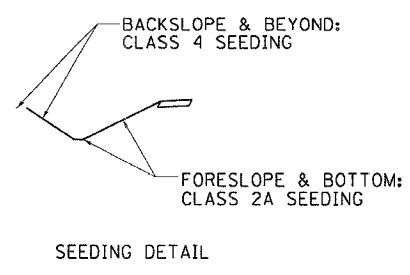 BACKSLOPE & BEYOND:
CLASS 4 SEEDING
FORESLOPE & BOTTOM:
CLASS 2A SEEDING
SEEDING DETAIL